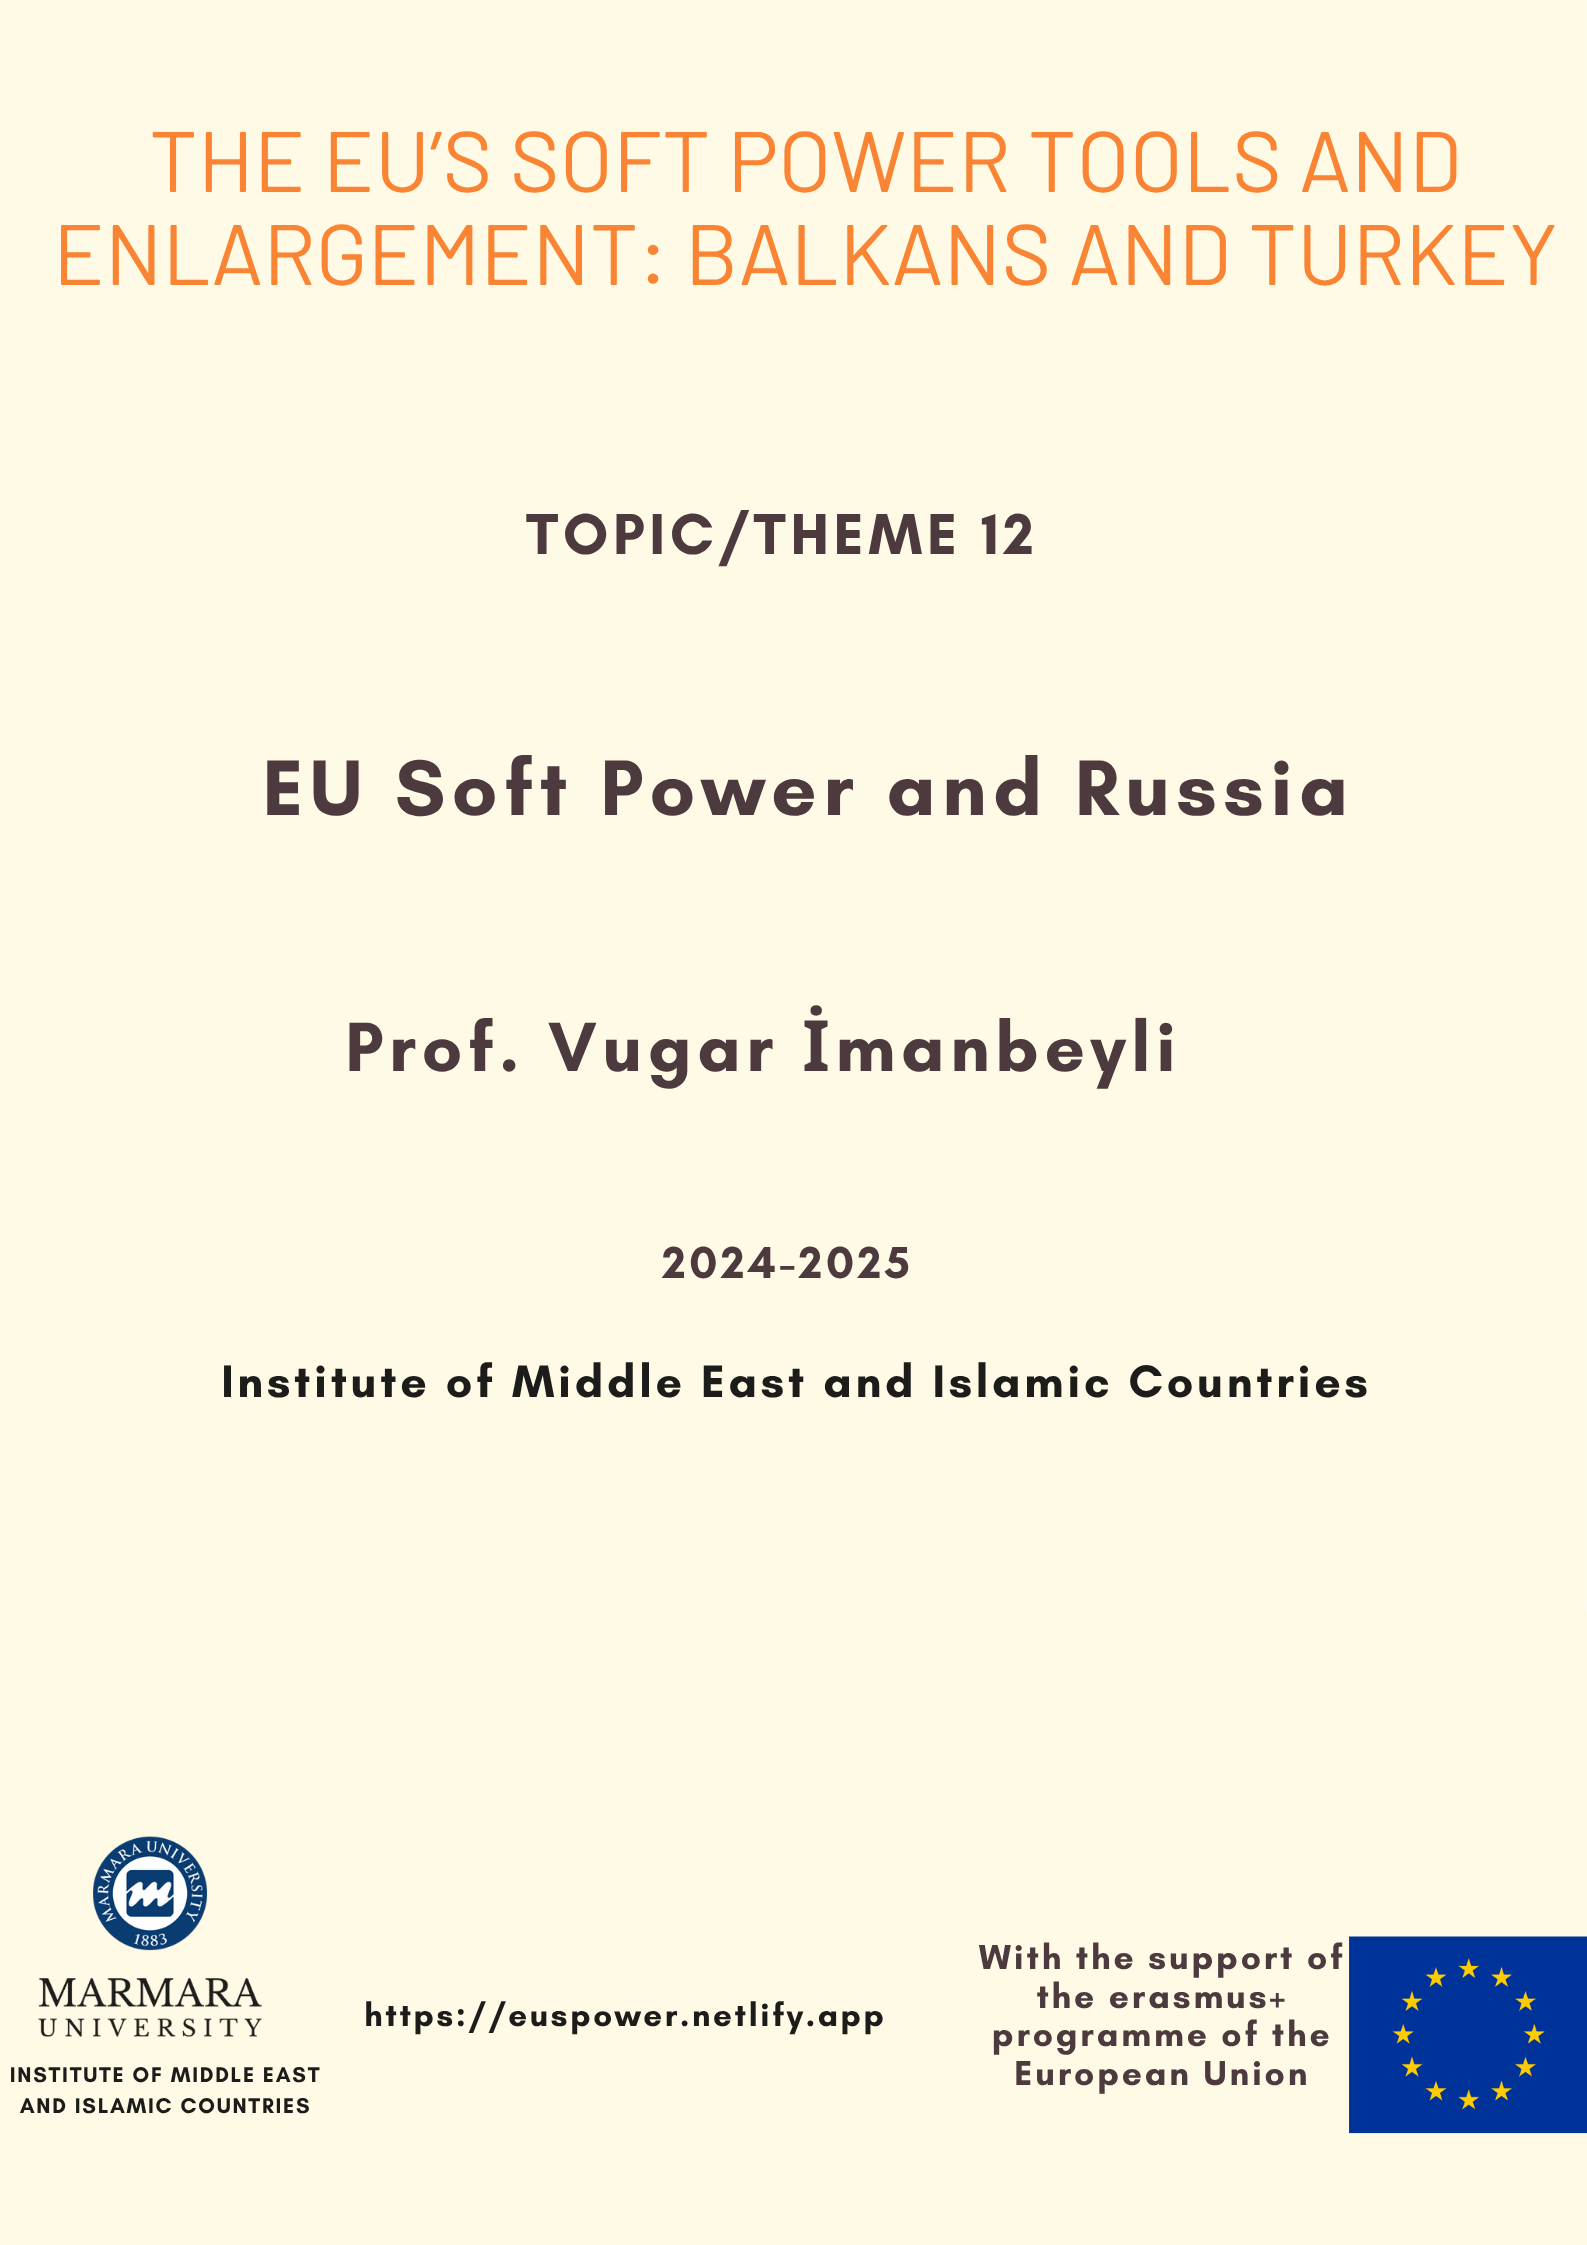 THE EU’S SOFT POWER TOOLS AND
ENLARGEMENT: BALKANS AND TURKEY
TOPIC/THEME 12
EU Soft Power and Russia
Prof. Vugar İmanbeyli
2024-2025
Institute of Middle East and Islamic Countries
MARMARA UNIVERSITY
m
1883
MARMARA
UNIVERSITY
INSTITUTE OF MIDDLE EAST
AND ISLAMIC COUNTRIES
https://euspower.netlify.app
With the support of
the erasmus+
programme of the
European Union